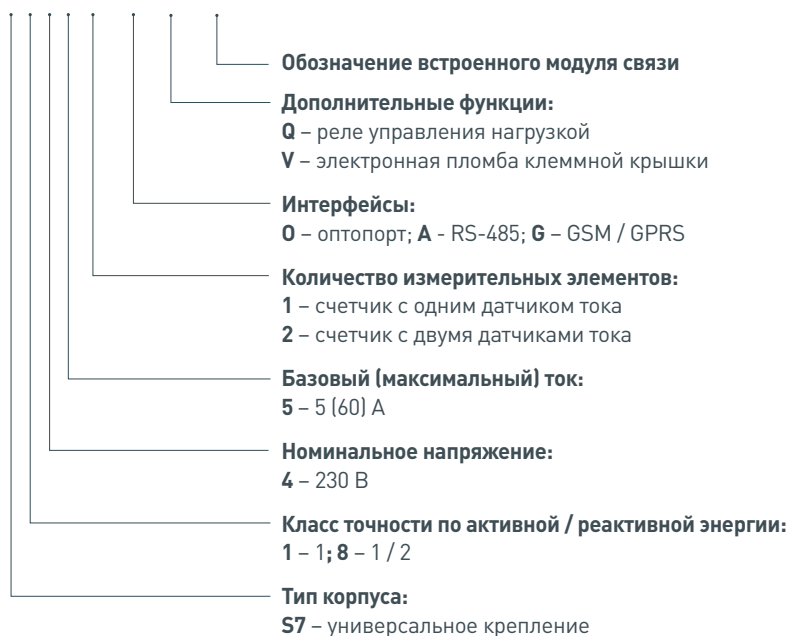 Обозначение встроенного модуля связи
Дополнительные функции:
Q – реле управления нагрузкой
V – электронная пломба клеммной крышки
Интерфейсы:
O – оптопорт; A - RS-485; G – GSM / GPRS
Количество измерительных элементов:
1 – счетчик с одним датчиком тока
2 – счетчик с двумя датчиками тока
Базовый (максимальный) ток:
5 – 5 (60) А
Номинальное напряжение:
4 – 230 В
Класс точности по активной / реактивной энергии:
1 – 1; 8 – 1 / 2
Тип корпуса:
S7 – универсальное крепление